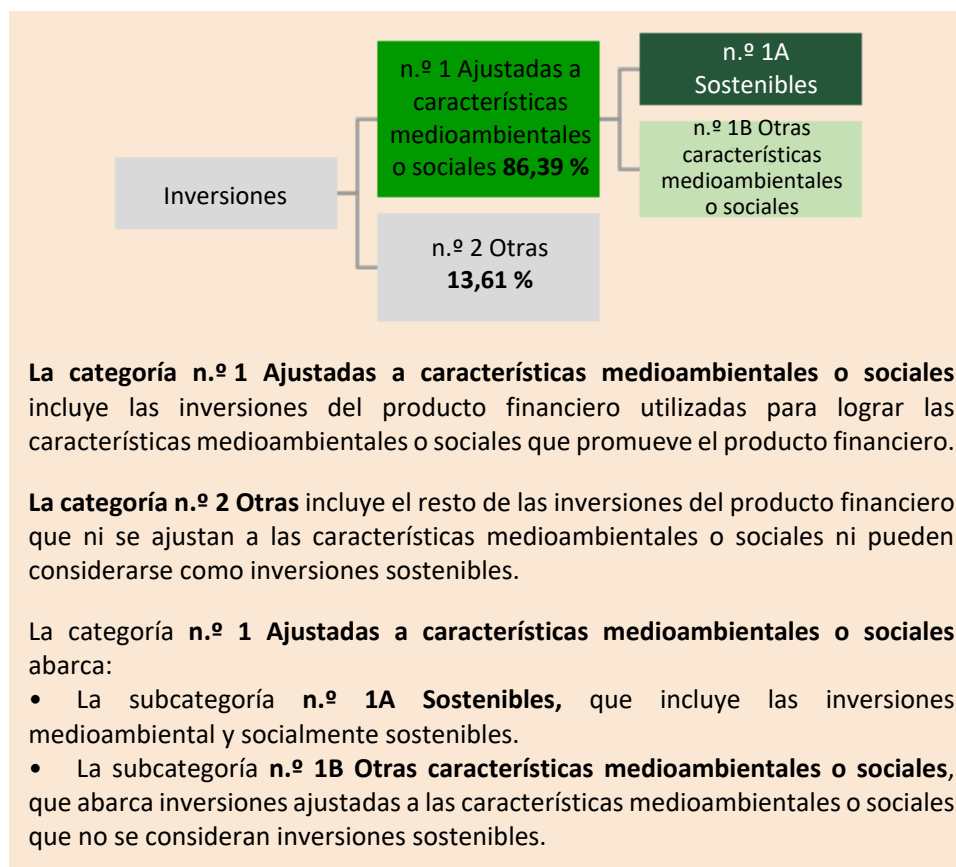 Inversiones
n.º 1 Ajustadas a
características
medioambientales
o sociales 86,39 %
n.º 2 Otras
13,61 %
n.º 1A
Sostenibles
n.º 1B Otras
características
medioambientales
o sociales
La categoría n.º 1 Ajustadas a características medioambientales o sociales
incluye las inversiones del producto financiero utilizadas para lograr las
características medioambientales o sociales que promueve el producto financiero.
La categoría n.º 2 Otras incluye el resto de las inversiones del producto financiero
que ni se ajustan a las características medioambientales o sociales ni pueden
considerarse como inversiones sostenibles.
La categoría n.º 1 Ajustadas a características medioambientales o sociales
abarca:
• La subcategoría n.º 1A Sostenibles, que incluye las inversiones
medioambiental y socialmente sostenibles.
• La subcategoría n.º 1B Otras características medioambientales o sociales,
que abarca inversiones ajustadas a las características medioambientales o sociales
que no se consideran inversiones sostenibles.